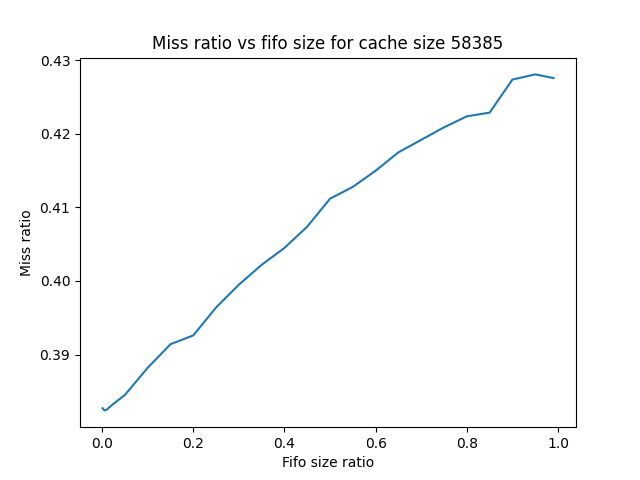 Miss ratio vs fifo size for cache size 58385
0.43
0.42
0.41
0.40
0.39
Miss ratio
0.0 0.2 0.4 0.6 0.8 1.0
Fifo size ratio